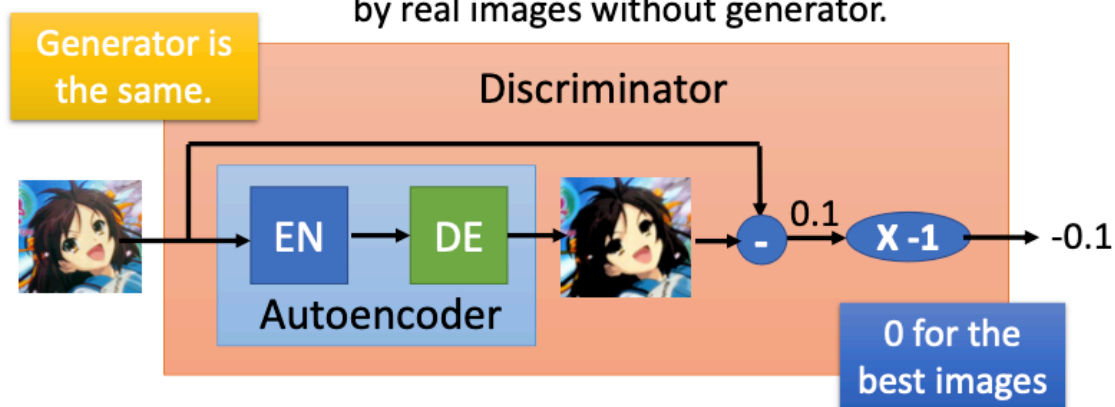 by real images without generator.
Generator is
the same.
Discriminator
EN
DE
Autoencoder
-
0.1
X -1
-0.1
0 for the
best images